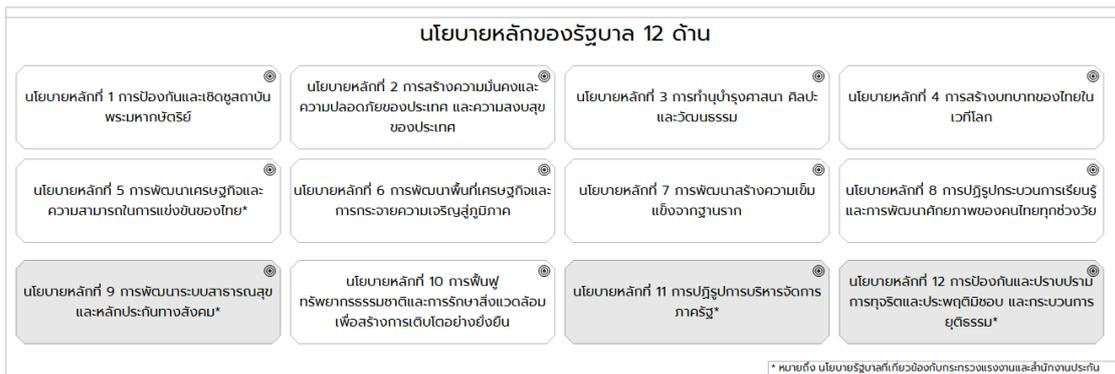 นโยบายหลักของรัฐบาล 12 ด้าน
นโยบายหลักที่ 1 การป้องกันและเชิดชูสถาบัน
พระมหากษัตริย์
นโยบายหลักที่ 2 การสร้างความมั่นคงและ
ความปลอดภัยของประเทศ และความสงบสุข
ของประเทศ
นโยบายหลักที่ 3 การทำนุบำรุงศาสนา ศิลปะ
และวัฒนธรรม
นโยบายหลักที่ 4 การสร้างบทบาทของไทยใน
เวทีโลก
นโยบายหลักที่ 5 การพัฒนาเศรษฐกิจและ
ความสามารถในการแข่งขันของไทย*
นโยบายหลักที่ 6 การพัฒนาพื้นที่เศรษฐกิจและ
การกระจายความเจริญสู่ภูมิภาค
นโยบายหลักที่ 7 การพัฒนาสร้างความเข็ม
แข็งจากฐานราก
นโยบายหลักที่ 8 การปฏิรูปกระบวนการเรียนรู้
และการพัฒนาศักยภาพของคนไทยทุกช่วงวัย
นโยบายหลักที่ 9 การพัฒนาระบบสาธารณสุข
และหลักประกันทางสังคม*
นโยบายหลักที่ 10 การฟื้นฟู
ทรัพยากรธรรมชาติและการรักษาสิ่งแวดล้อม
เพื่อสร้างการเติบโตอย่างยั่งยืน
นโยบายหลักที่ 11 การปฏิรูปการบริหารจัดการ
ภาครัฐ*
นโยบายหลักที่ 12 การป้องกันและปราบปราม
การทุจริตและประพฤติมิชอบ และกระบวนการ
ยุติธรรม*
* หมายถึง นโยบายรัฐบาลที่เกี่ยวข้องกับกระทรวงแรงงานและสำนักงานประกัน